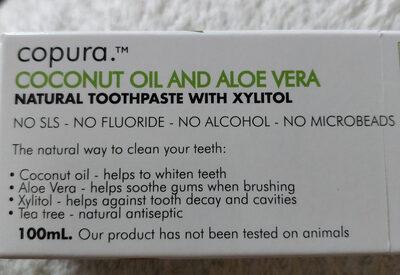 copura.™
COCONUT OIL AND ALOE VERA
NATURAL TOOTHPASTE WITH XYLITOL
NO SLS - NO FLUORIDE - NO ALCOHOL - NO MICROBEADS
The natural way to clean your teeth:
• Coconut oil - helps to whiten teeth
• Aloe Vera - helps soothe gums when brushing
• Xylitol - helps against tooth decay and cavities
• Tea tree - natural antiseptic
100mL. Our product has not been tested on animals